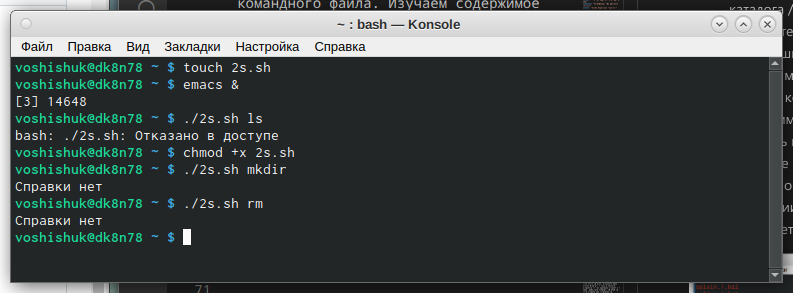 командного файла. Изучаем содержимое
каталога /
~ : bash — Konsole
Файл Правка Вид Закладки Настройка Справка
voshishuk@dk8n78 ~ $ touch 2s.sh
voshishuk@dk8n78 ~ $ emacs &
[3] 14648
voshishuk@dk8n78 ~ $ ./2s.sh ls
bash: ./2s.sh: Отказано в доступе
voshishuk@dk8n78 ~ $ chmod +x 2s.sh
voshishuk@dk8n78 ~ $ ./2s.sh mkdir
Справки нет
voshishuk@dk8n78 ~ $ ./2s.sh rm
Справки нет
voshishuk@dk8n78 ~ $
71